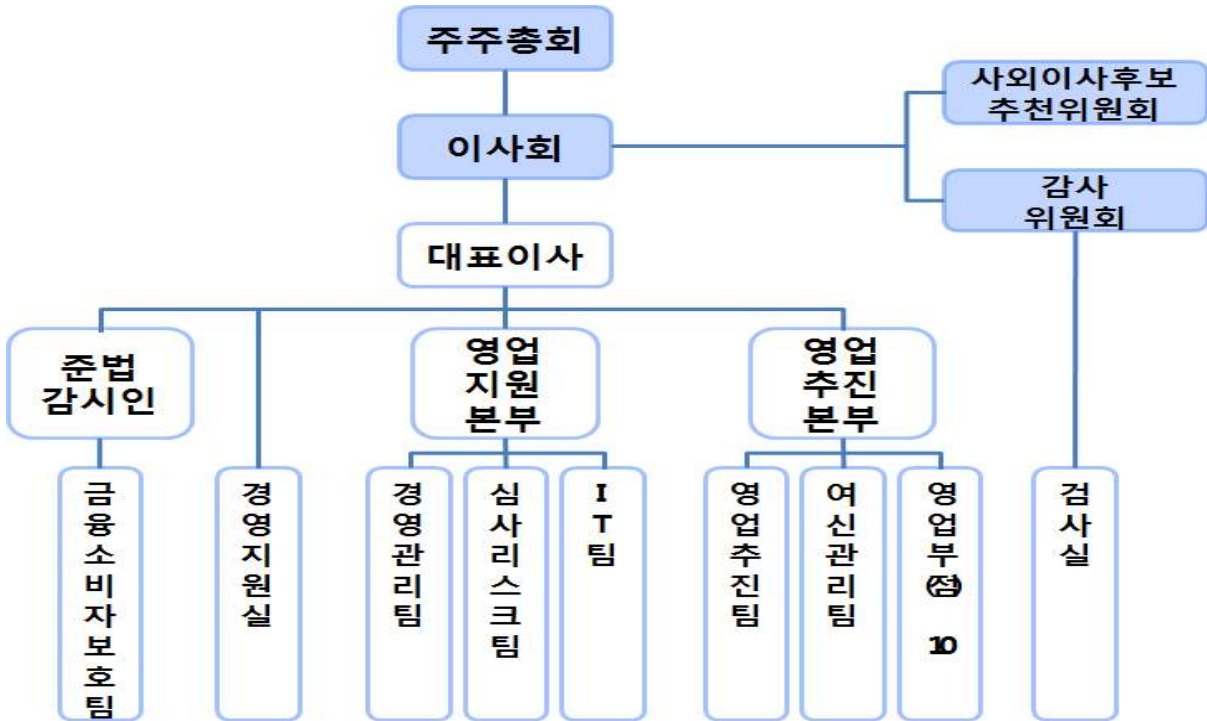 주주총회
사외이사후보
추천위원회
이사회
감사
위원회
대표이사
준법
감시인
영업
지원
본부
영업
추진
본부
금융소비자보호팀
경영지원실
경영관리팀
심사리스크팀
IT팀
영업추진팀
여신관리팀
영업부(점) 10
검사실